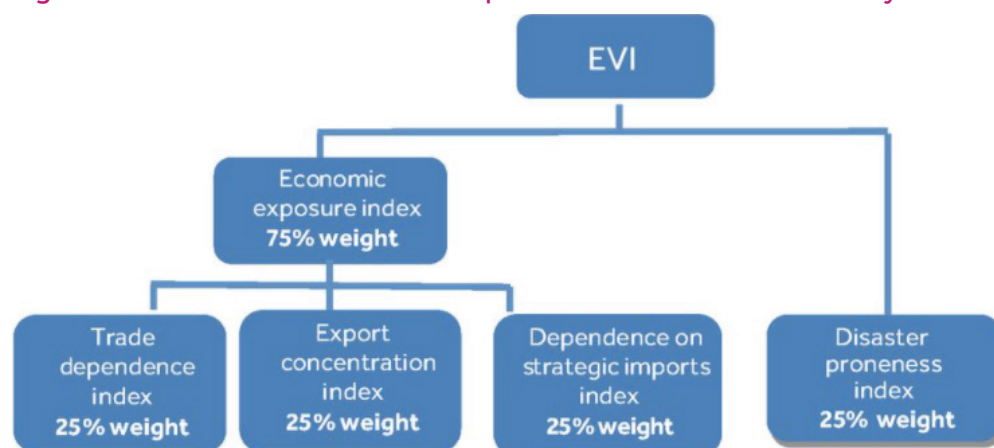 EVI
Economic
exposure index
75% weight
Trade
dependence
index
25% weight
Export
concentration
index
25% weight
Dependence on
strategic imports
index
25% weight
Disaster
proneness
index
25% weight